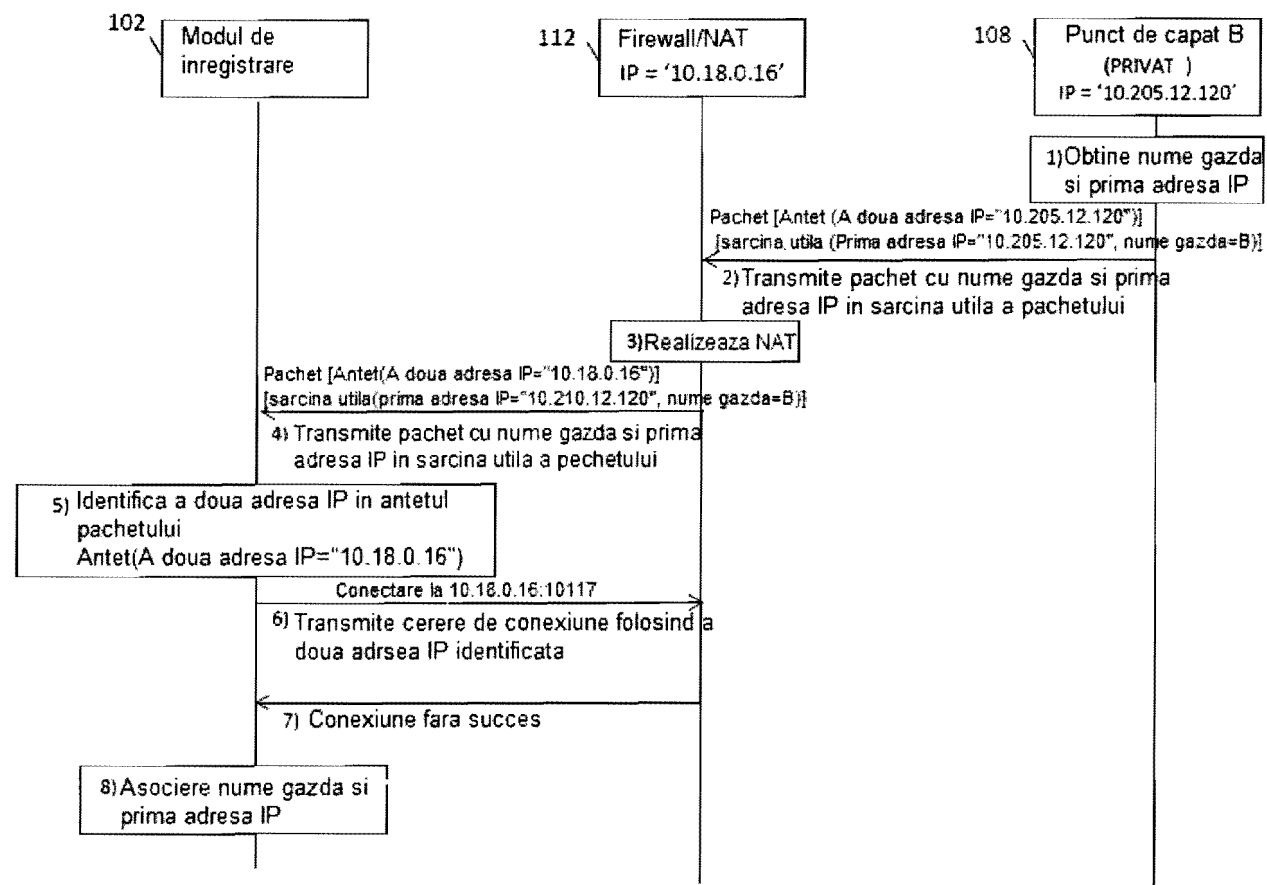 102
Modul de
inregistrare
112
Firewall/NAT
IP = '10.18.0.16'
108
Punct de capat B
(PRIVAT )
IP = '10.205.12.120'
1)Obtine nume gazda
si prima adresa IP
Pachet [Antet (A doua adresa IP="10.205.12.120")]
[sarcina utila (Prima adresa IP="10.205.12.120", nume gazda=B)]
2)Transmite pachet cu nume gazda si prima
adresa IP in sarcina utila a pachetului
3)Realizeaza NAT
Pachet [Antet(A doua adresa IP="10.18.0.16")]
[sarcina utila(prima adresa IP="10.210.12.120", nume gazda=B)]
4) Transmite pachet cu nume gazda si prima
adresa IP in sarcina utila a pechetului
5) Identifica a doua adresa IP in antetul
pachetului
Antet(A doua adresa IP="10.18.0.16")
Conectare la 10.18.0.16:10117
6) Transmite cerere de conexiune folosind a
doua adrsea IP identificata
7) Conexiune fara succes
8)Asociere nume gazda si
prima adresa IP